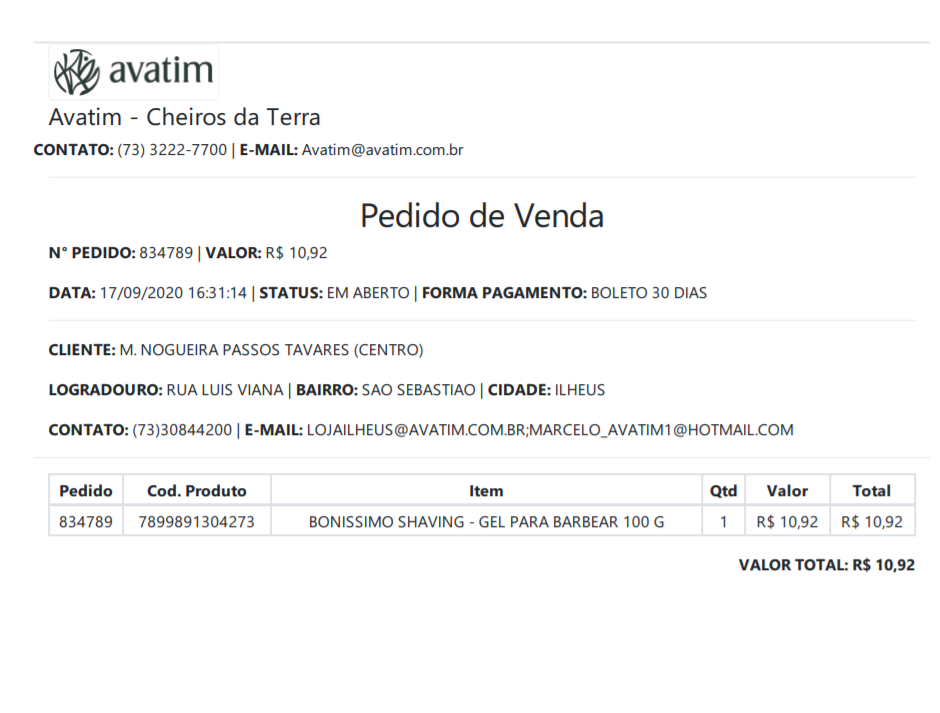 avatim
Avatim - Cheiros da Terra
CONTATO: (73) 3222-7700 | E-MAIL: Avatim@avatim.com.br
Pedido de Venda
N° PEDIDO: 834789 | VALOR: R$ 10,92
DATA: 17/09/2020 16:31:14 | STATUS: EM ABERTO | FORMA PAGAMENTO: BOLETO 30 DIAS
CLIENTE: M. NOGUEIRA PASSOS TAVARES (CENTRO)
LOGRADOURO: RUA LUIS VIANA | BAIRRO: SAO SEBASTIAO | CIDADE: ILHEUS
CONTATO: (73)30844200 | E-MAIL: LOJAILHEUS@AVATIM.COM.BR;MARCELO_AVATIM1@HOTMAIL.COM
Pedido Cod. Produto Item Qtd Valor Total
834789 7899891304273 BONISSIMO SHAVING - GEL PARA BARBEAR 100 G 1 R$ 10,92 R$ 10,92
VALOR TOTAL: R$ 10,92